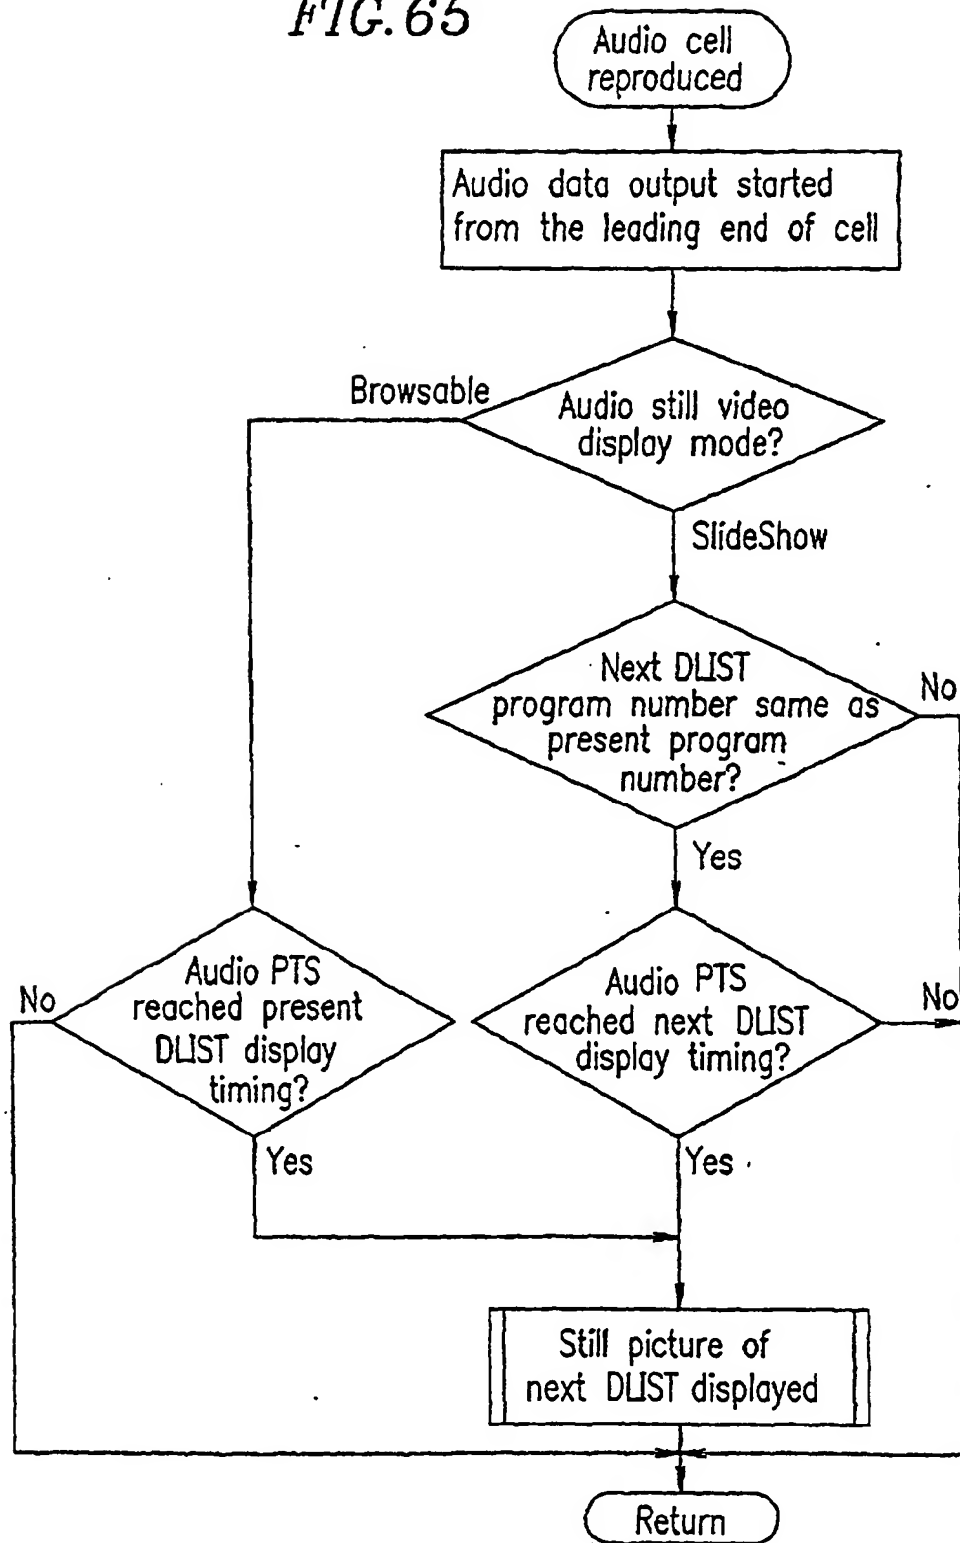 FIG. 65
Audio cell
reproduced
Audio data output started
from the leading end of cell
Browsable
Audio still video
display mode?
SlideShow
Next DLIST
program number same as
present program
number?
No
Yes
Audio PTS
reached present
DLIST display
timing?
No
Yes
Audio PTS
reached next DLIST
display timing?
No
Yes
Still picture of
next DLIST displayed
Return